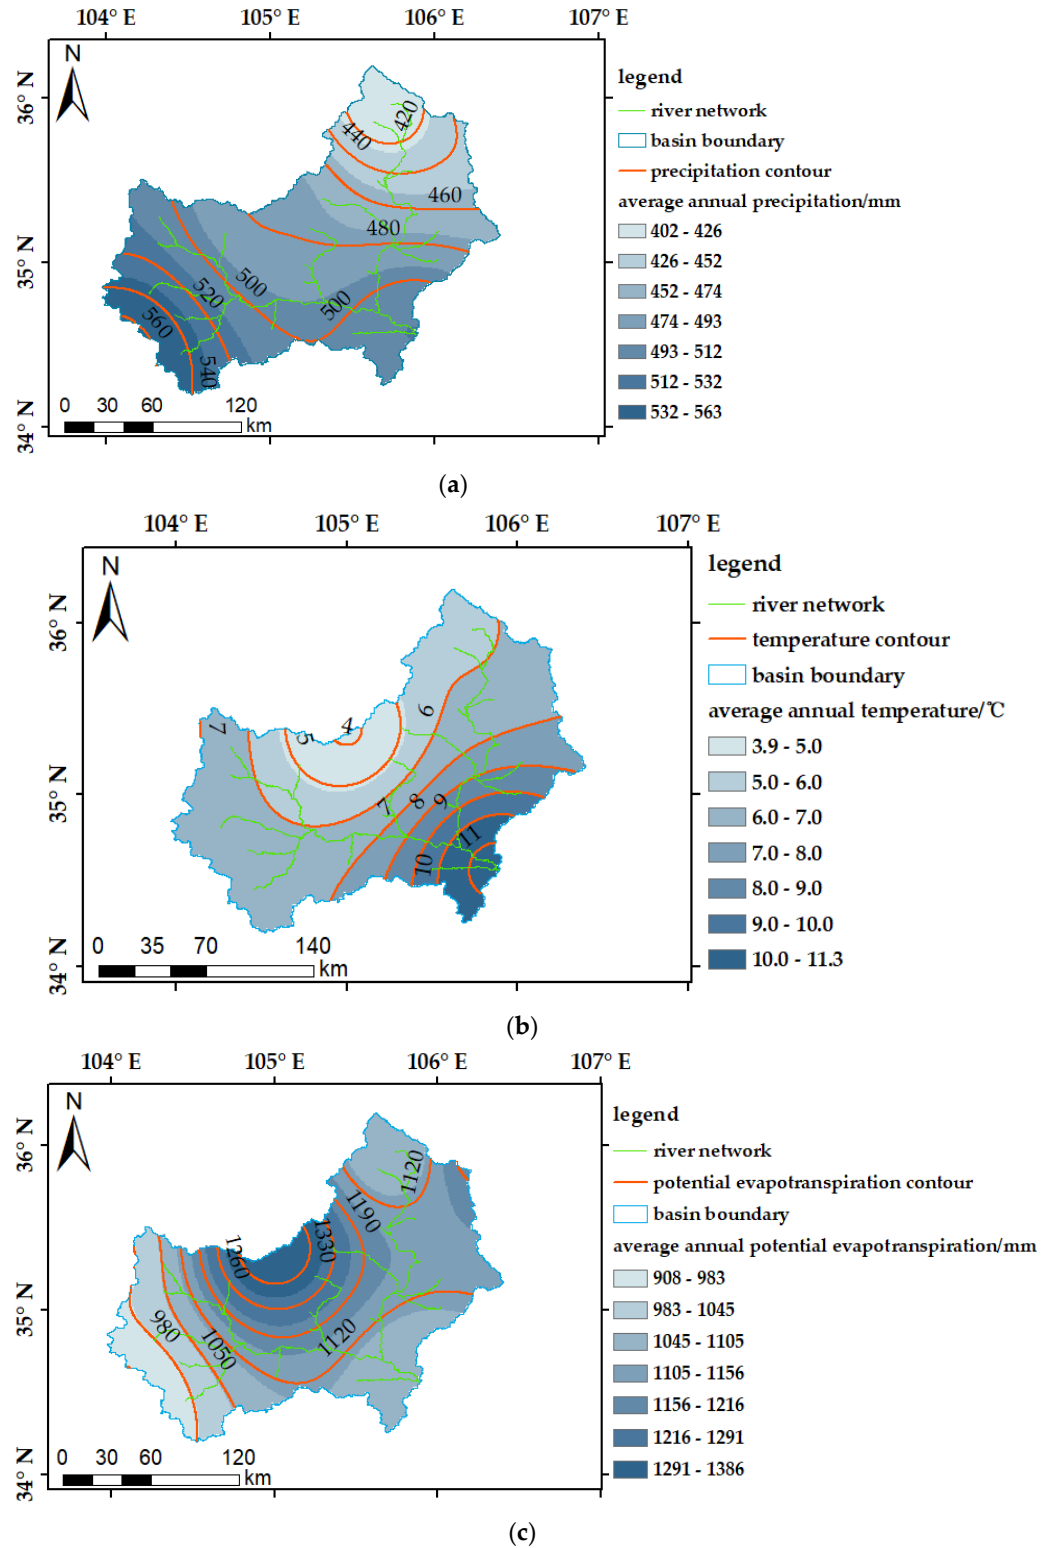 104° E 105° E 106° E 107° E
N
36° N
35° N
34° N
420
440
460
480
500
500
520
540
560
0 30 60 120
km
legend
river network
basin boundary
precipitation contour
average annual precipitation/mm
402 - 426
426 - 452
452 - 474
474 - 493
493 - 512
512 - 532
532 - 563
(a)
104° E 105° E 106° E 107° E
N
36° N
35° N
34° N
7
5
4
6
7
8
9
10
11
0 35 70 140
km
legend
river network
temperature contour
basin boundary
average annual temperature/℃
3.9 - 5.0
5.0 - 6.0
6.0 - 7.0
7.0 - 8.0
8.0 - 9.0
9.0 - 10.0
10.0 - 11.3
(b)
104° E 105° E 106° E 107° E
N
36° N
35° N
34° N
1120
1190
1330
1260
980
1050
1120
0 30 60 120
km
legend
river network
potential evapotranspiration contour
basin boundary
average annual potential evapotranspiration/mm
908 - 983
983 - 1045
1045 - 1105
1105 - 1156
1156 - 1216
1216 - 1291
1291 - 1386
(c)